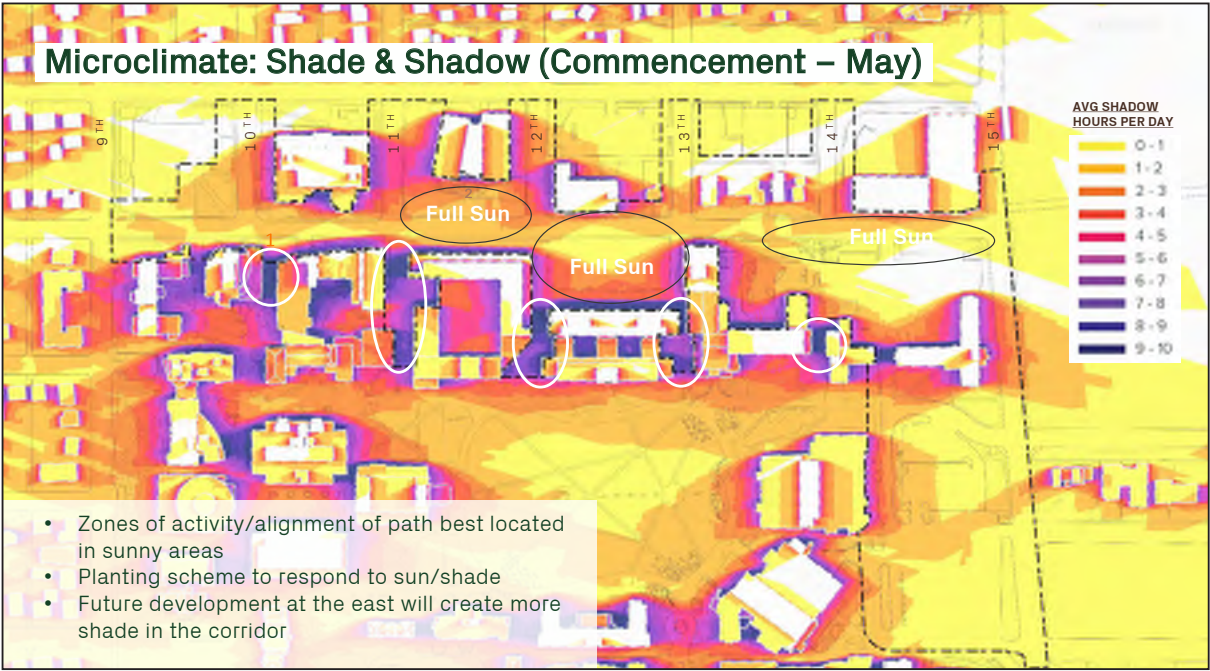 Microclimate: Shade & Shadow (Commencement – May)
AVG SHADOW
HOURS PER DAY
0 - 1
1 - 2
2 - 3
3 - 4
4 - 5
5 - 6
6 - 7
7 - 8
8 - 9
9 - 10
9TH
10TH
11TH
12TH
13TH
14TH
15TH
2
Full Sun
Full Sun
Full Sun
1
• Zones of activity/alignment of path best located
in sunny areas
• Planting scheme to respond to sun/shade
• Future development at the east will create more
shade in the corridor